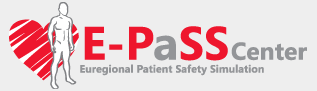 E-PaSS Center
Euregional Patient Safety Simulation